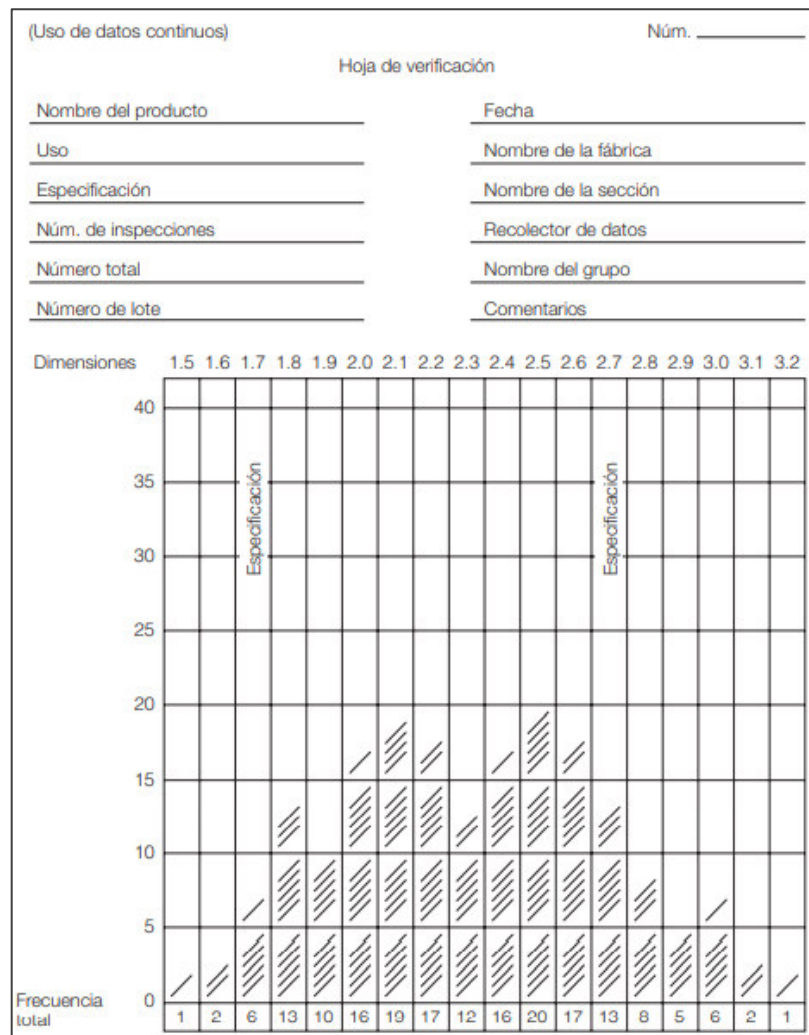 (Uso de datos continuos) Núm.
Hoja de verificación
Nombre del producto Fecha
Uso Nombre de la fábrica
Especificación Nombre de la sección
Núm. de inspecciones Recolector de datos
Número total Nombre del grupo
Número de lote Comentarios
Dimensiones 1.5 1.6 1.7 1.8 1.9 2.0 2.1 2.2 2.3 2.4 2.5 2.6 2.7 2.8 2.9 3.0 3.1 3.2
40
35
Especificación Especificación
30
25
20
15
10
5
0
Frecuencia
total 1 2 6 13 10 16 19 17 12 16 20 17 13 8 5 6 2 1